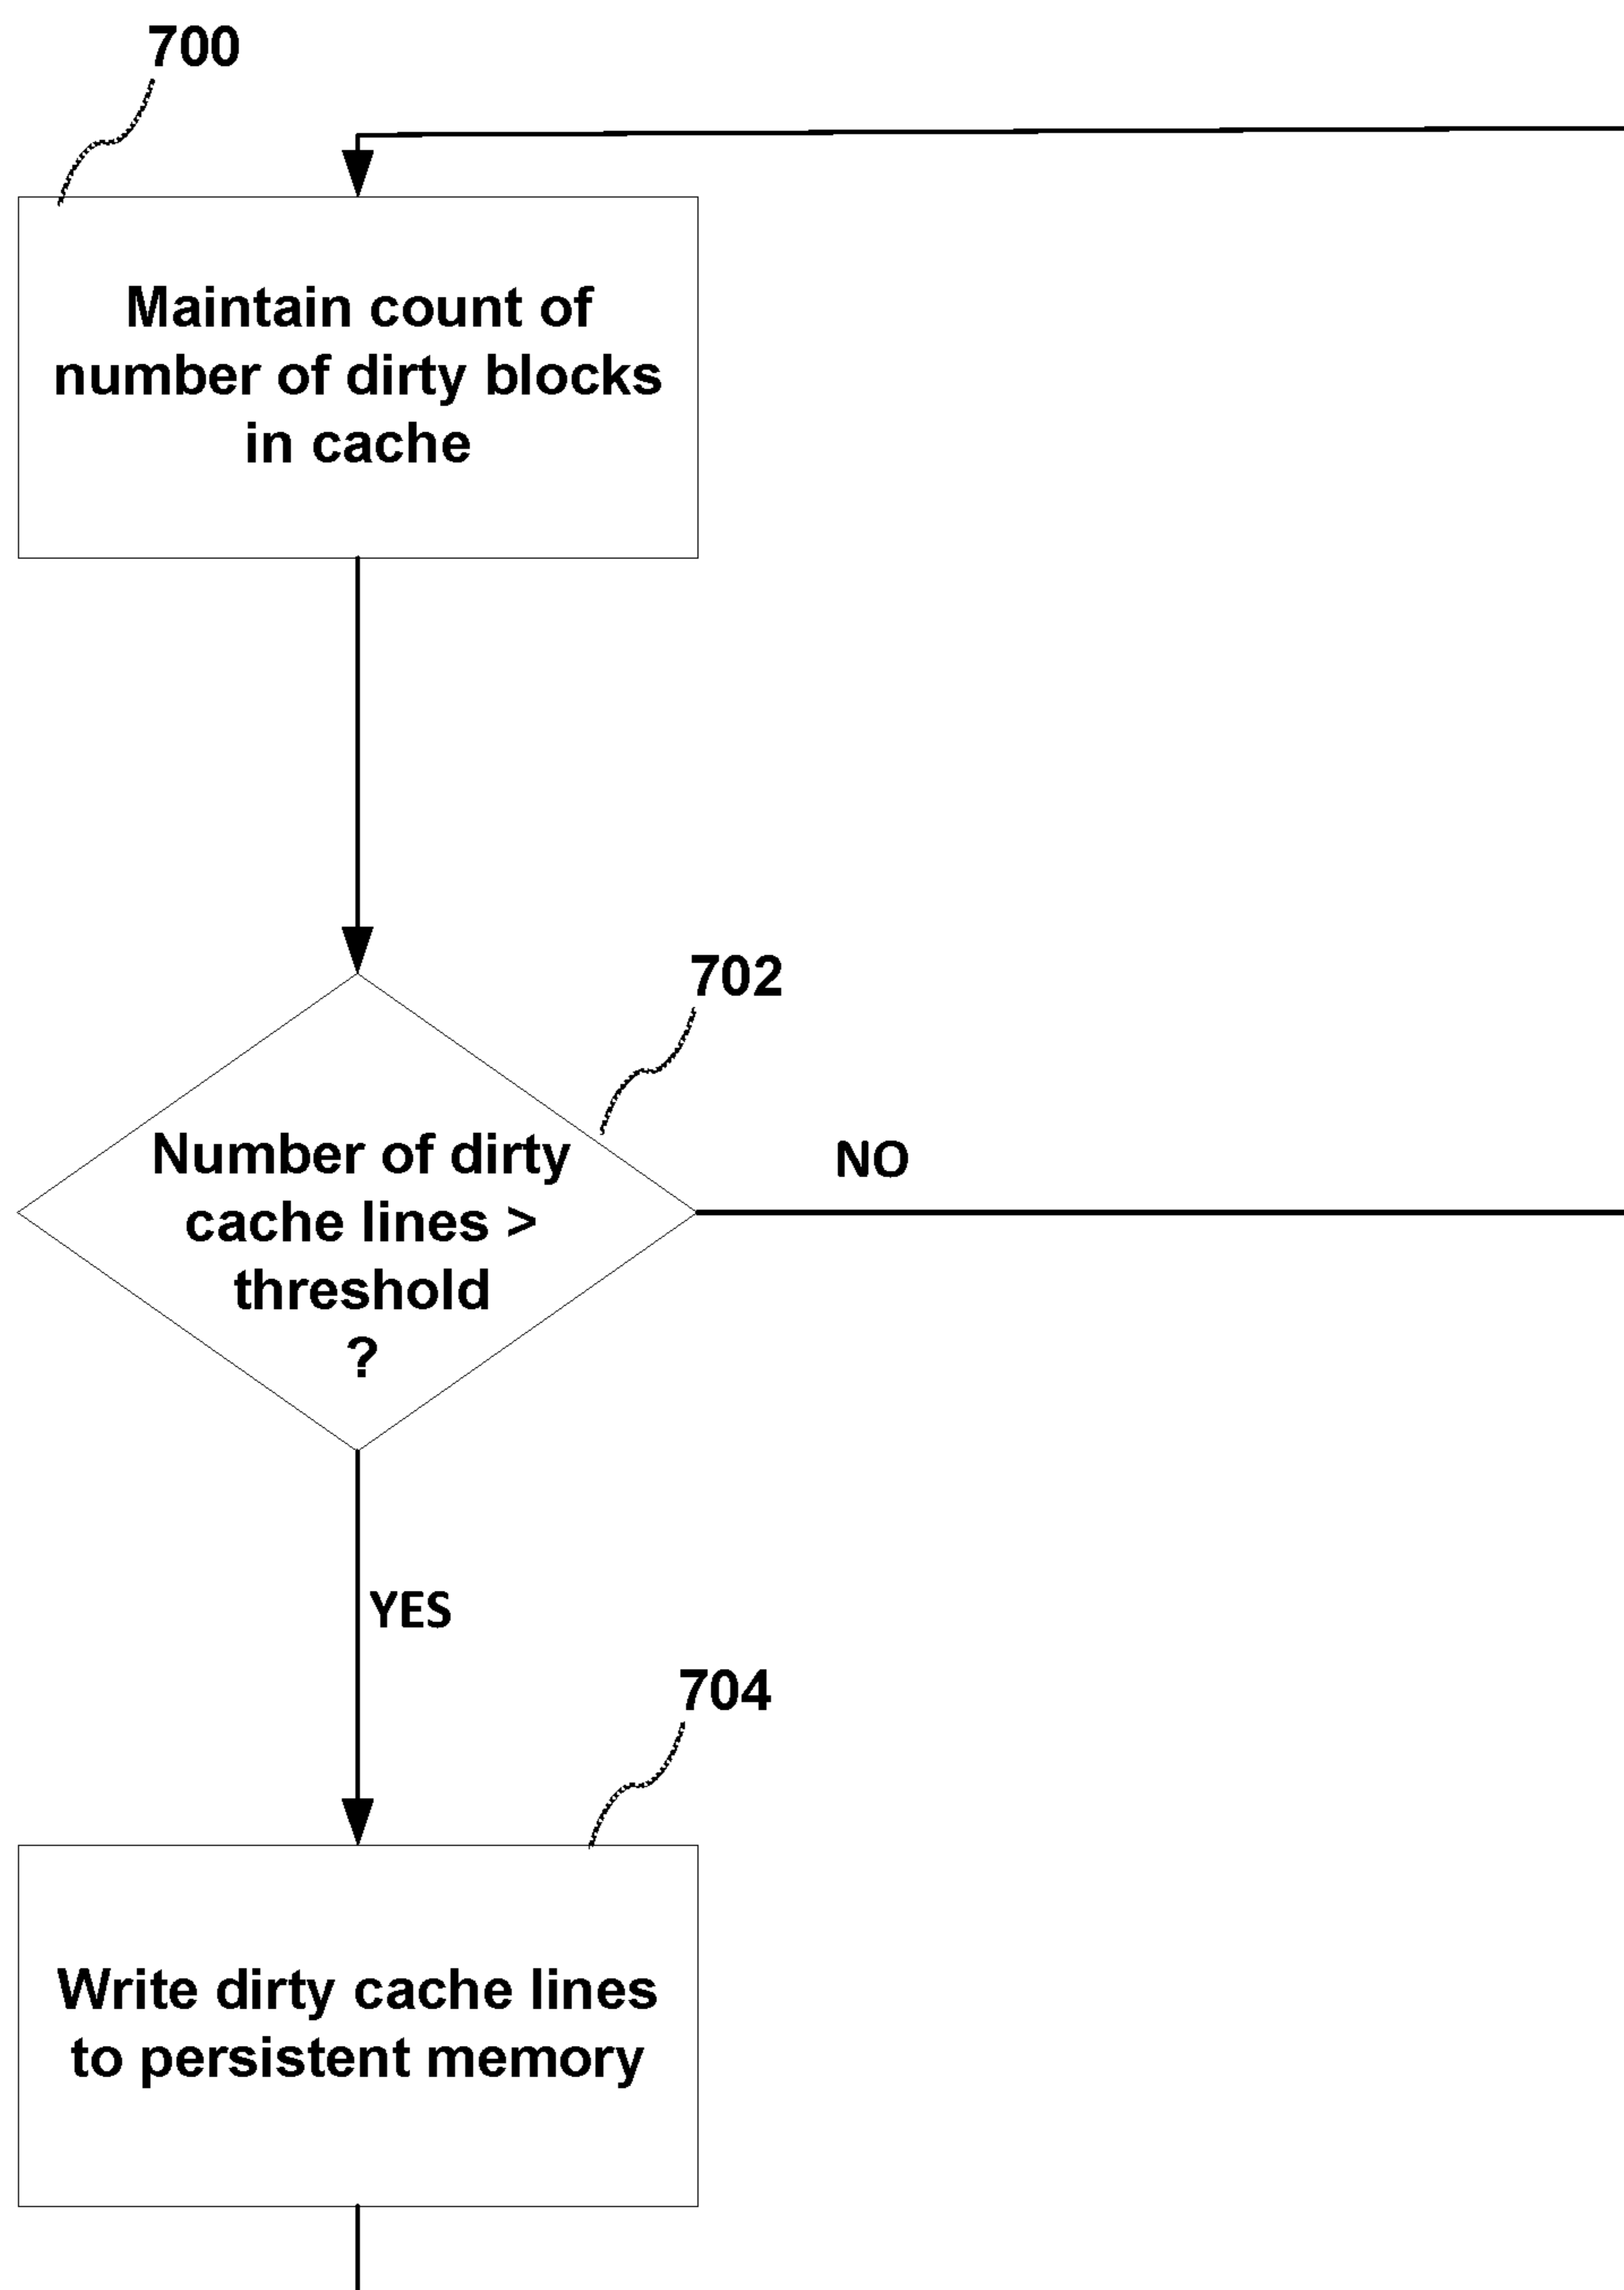 700
Maintain count of
number of dirty blocks
in cache
702
Number of dirty
cache lines >
threshold
?
NO
YES
704
Write dirty cache lines
to persistent memory